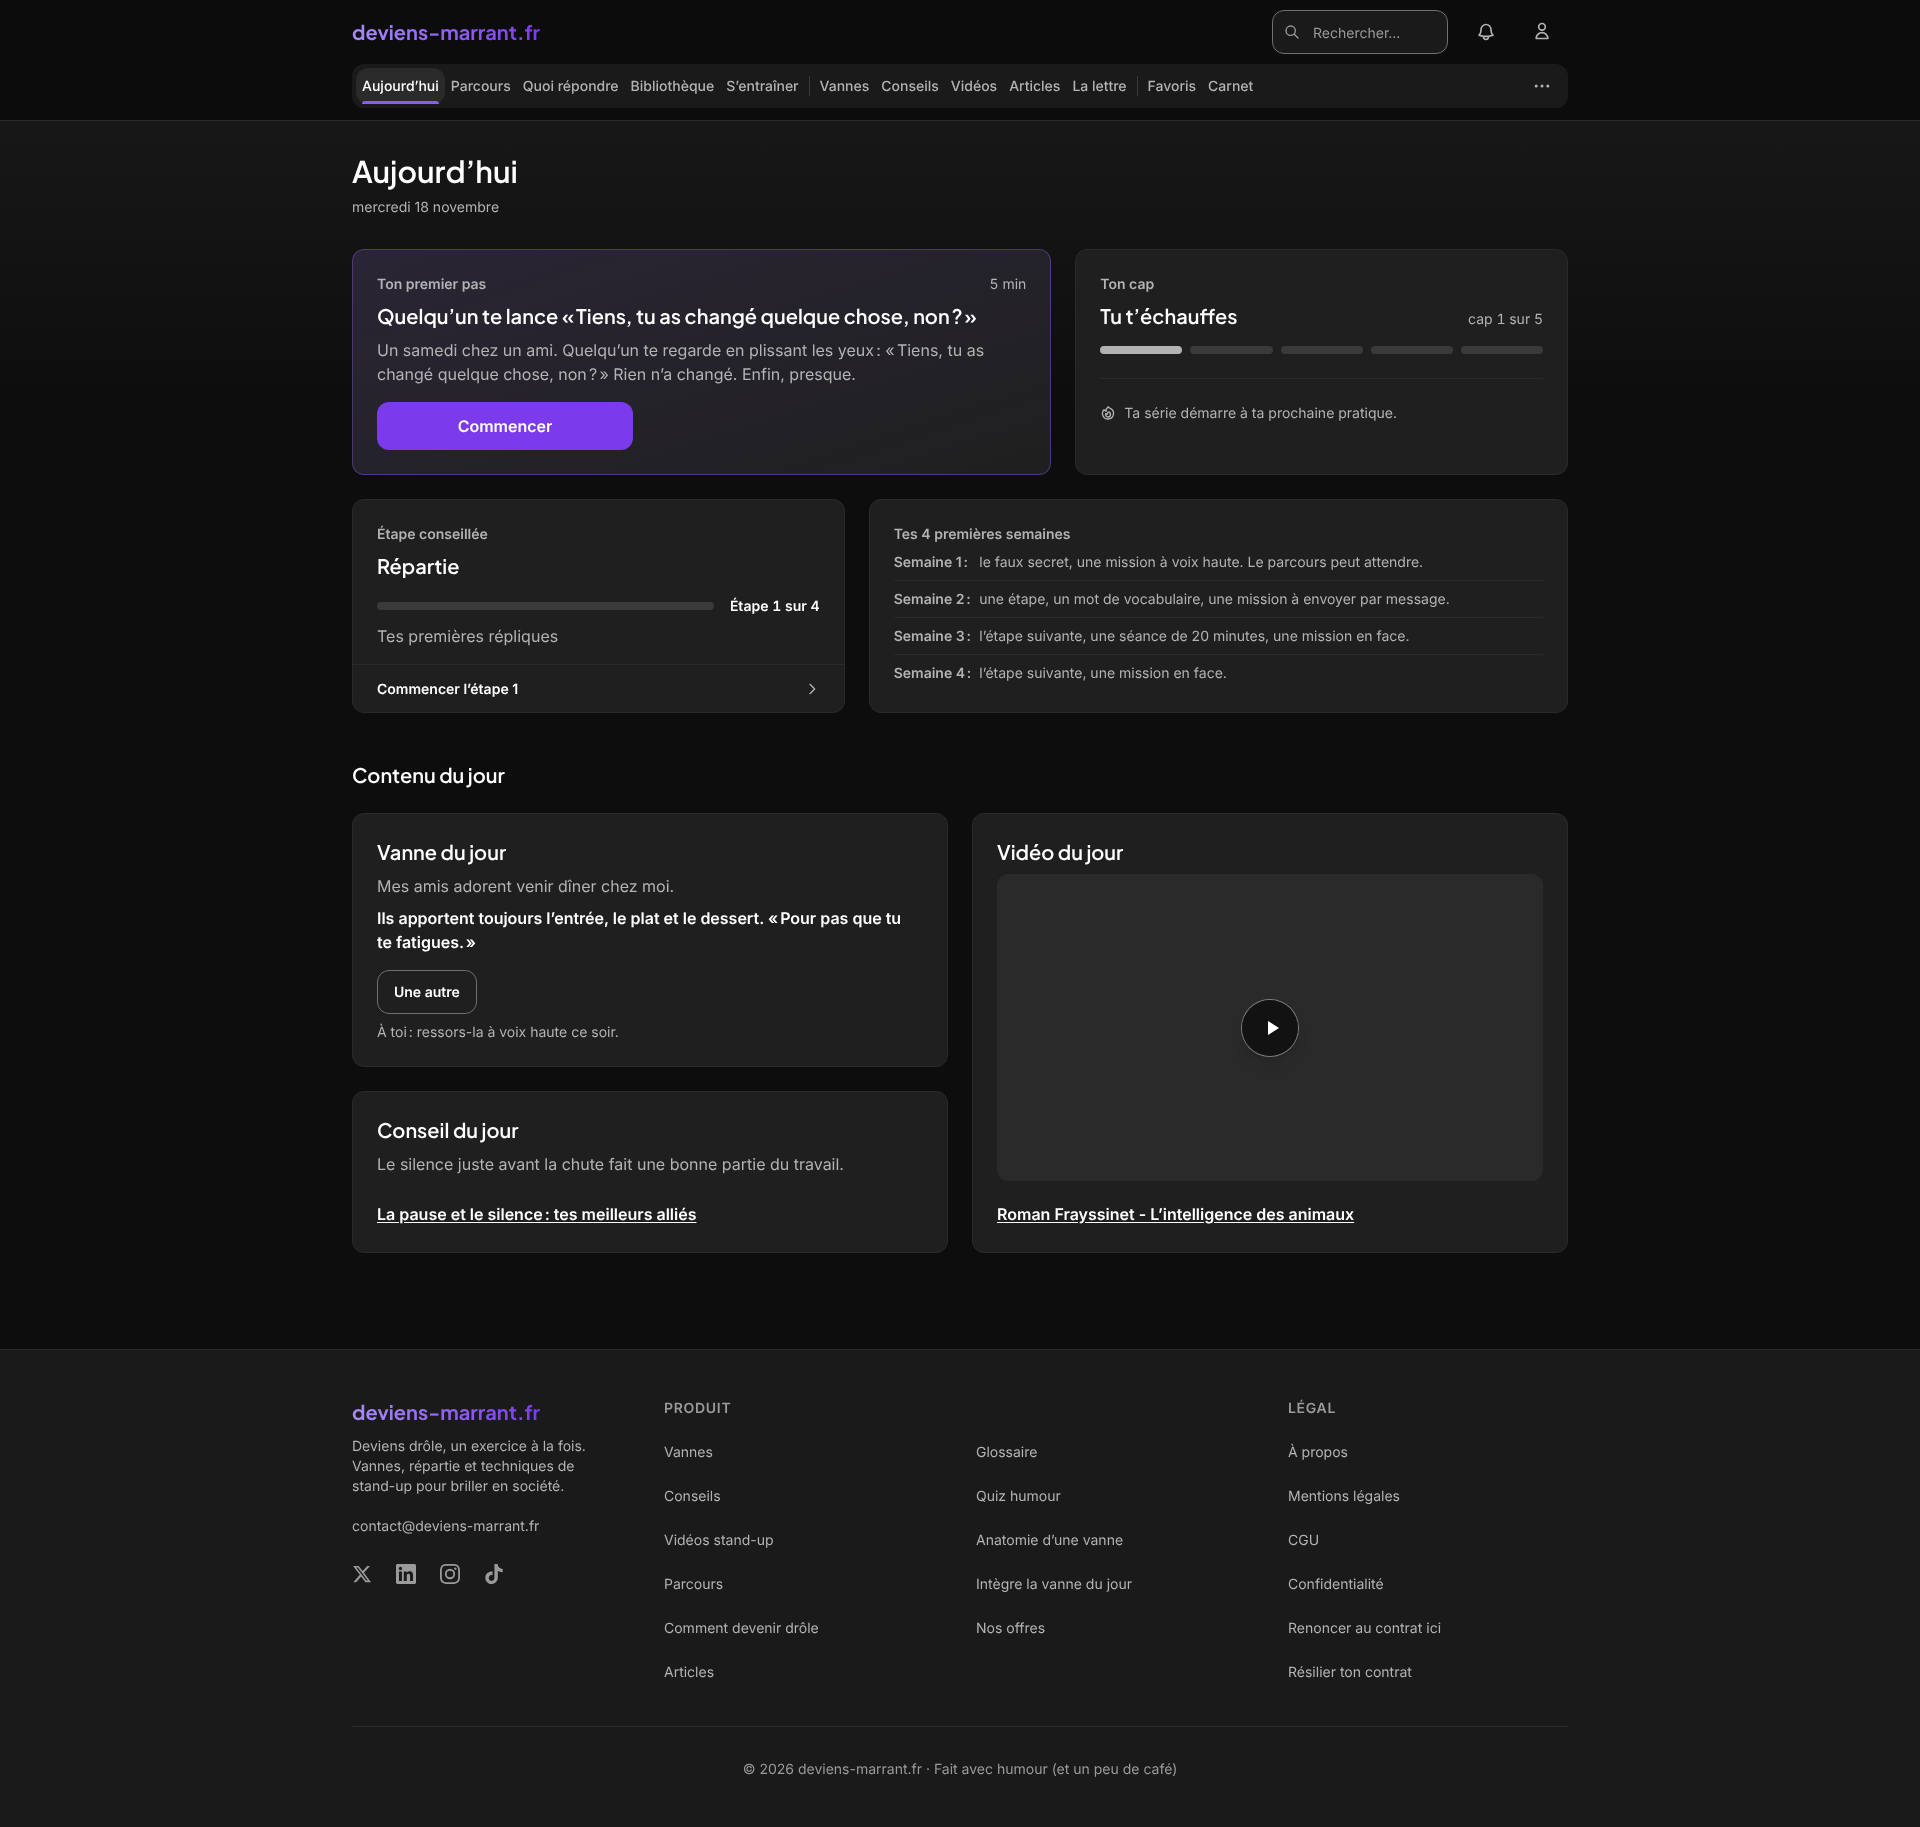 deviens-marrant.fr
Rechercher...
Aujourd’hui Parcours Quoi répondre Bibliothèque S’entraîner Vannes Conseils Vidéos Articles La lettre Favoris Carnet
Aujourd’hui
mercredi 18 novembre
Ton premier pas
5 min
Quelqu’un te lance « Tiens, tu as changé quelque chose, non ? »
Un samedi chez un ami. Quelqu’un te regarde en plissant les yeux : « Tiens, tu as
changé quelque chose, non ? » Rien n’a changé. Enfin, presque.
Commencer
Ton cap
Tu t’échauffes
cap 1 sur 5
Ta série démarre à ta prochaine pratique.
Étape conseillée
Répartie
Étape 1 sur 4
Tes premières répliques
Commencer l’étape 1
Tes 4 premières semaines
Semaine 1 : le faux secret, une mission à voix haute. Le parcours peut attendre.
Semaine 2 : une étape, un mot de vocabulaire, une mission à envoyer par message.
Semaine 3 : l’étape suivante, une séance de 20 minutes, une mission en face.
Semaine 4 : l’étape suivante, une mission en face.
Contenu du jour
Vanne du jour
Mes amis adorent venir dîner chez moi.
Ils apportent toujours l’entrée, le plat et le dessert. « Pour pas que tu
te fatigues. »
Une autre
À toi : ressors-la à voix haute ce soir.
Conseil du jour
Le silence juste avant la chute fait une bonne partie du travail.
La pause et le silence : tes meilleurs alliés
Vidéo du jour
Roman Frayssinet - L’intelligence des animaux
deviens-marrant.fr
Deviens drôle, un exercice à la fois.
Vannes, répartie et techniques de
stand-up pour briller en société.
contact@deviens-marrant.fr
PRODUIT
Vannes
Conseils
Vidéos stand-up
Parcours
Comment devenir drôle
Articles
Glossaire
Quiz humour
Anatomie d’une vanne
Intègre la vanne du jour
Nos offres
LÉGAL
À propos
Mentions légales
CGU
Confidentialité
Renoncer au contrat ici
Résilier ton contrat
© 2026 deviens-marrant.fr · Fait avec humour (et un peu de café)